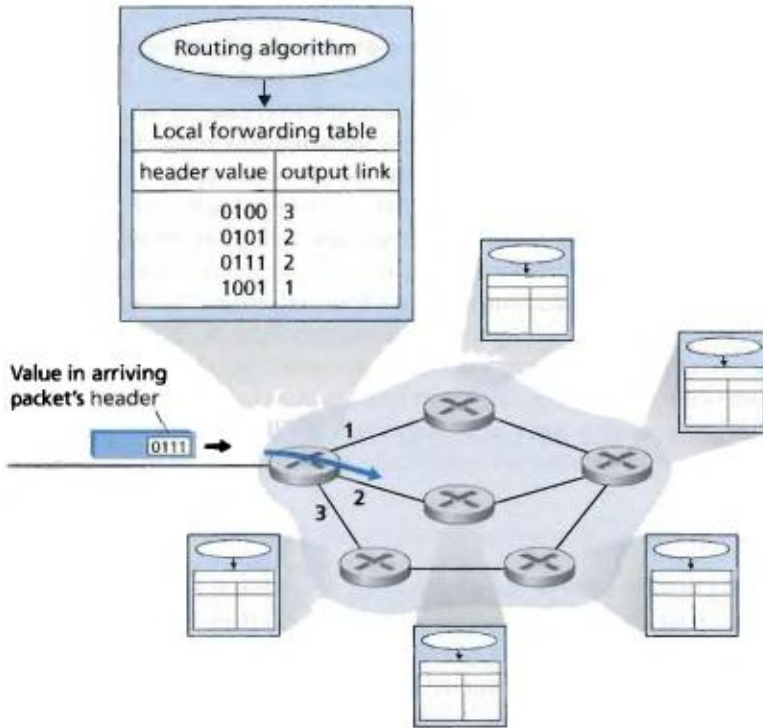 Routing algorithm
Local forwarding table
header value output link
0100 3
0101 2
0111 2
1001 1
Value in arriving
packet's header
0111
1
2
3